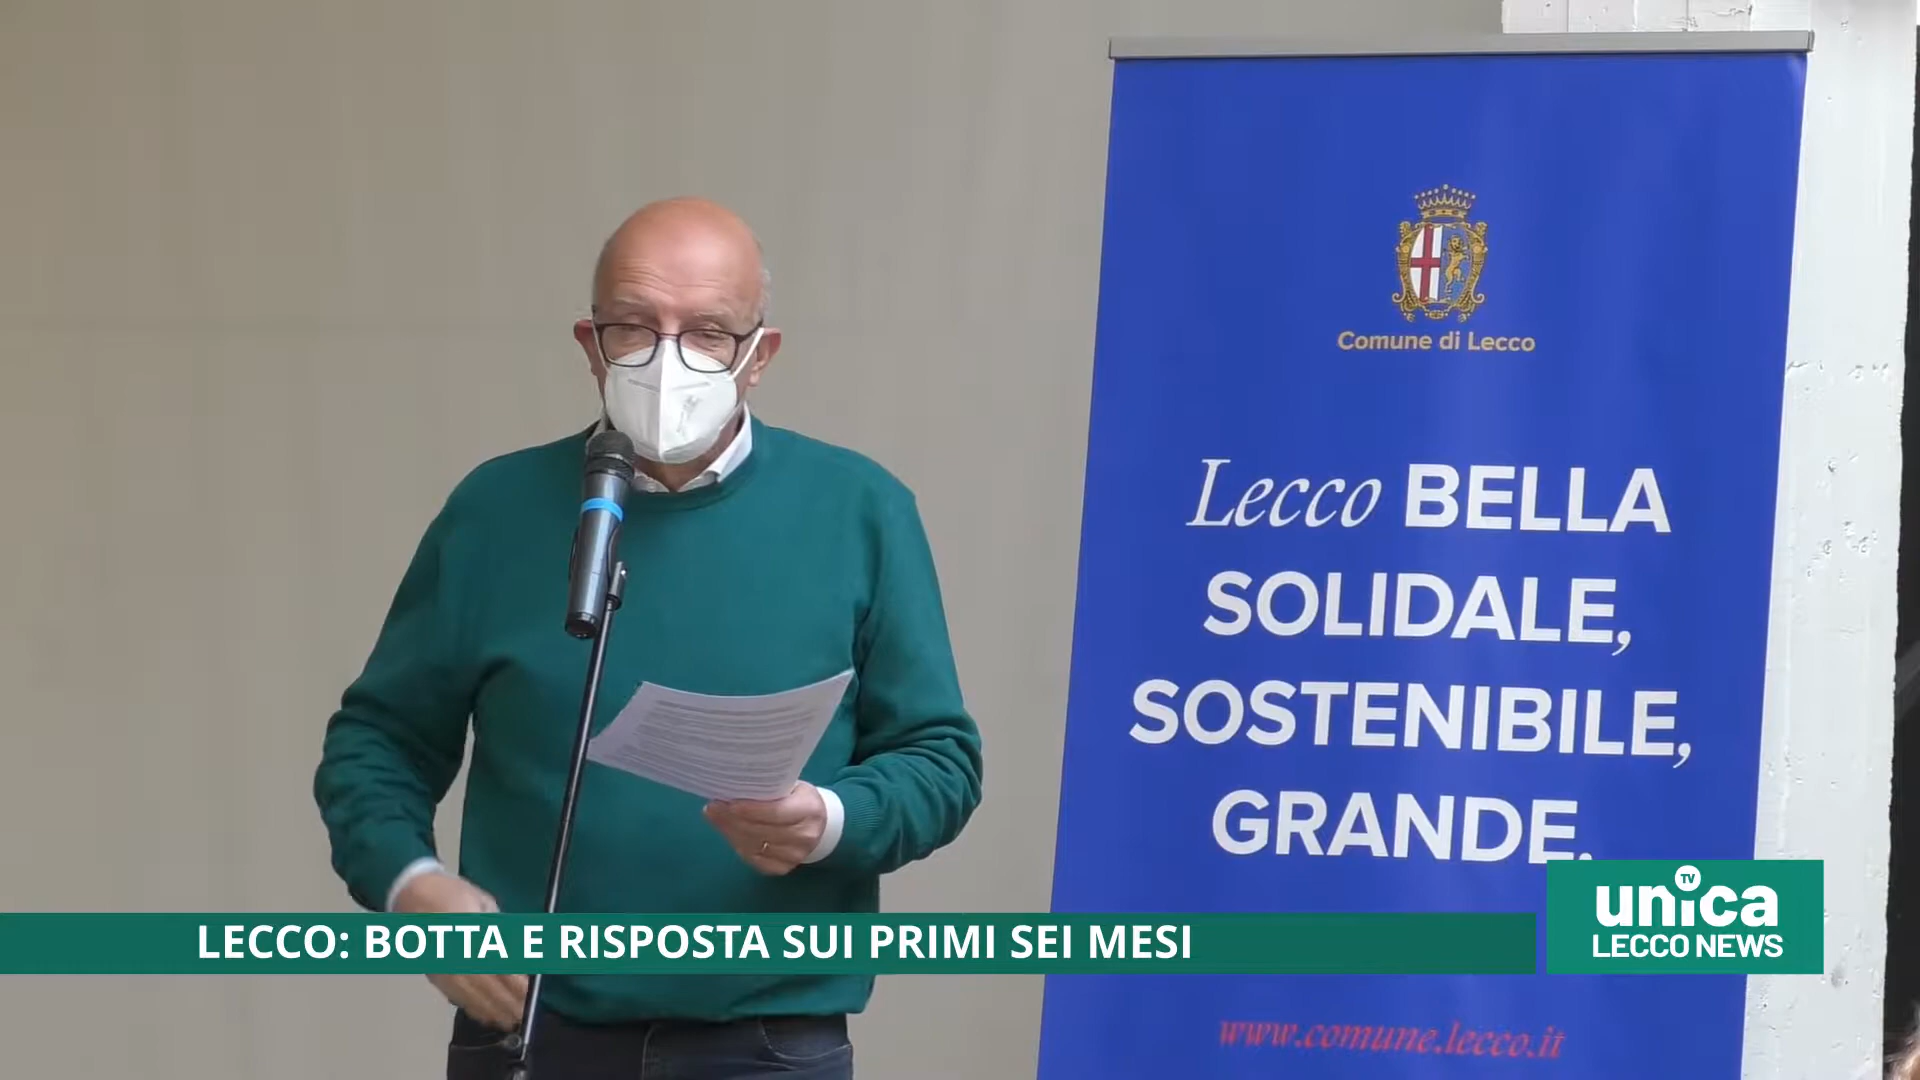 Comune di Lecco
Lecco BELLA
SOLIDALE,
SOSTENIBILE,
GRANDE.
LECCO: BOTTA E RISPOSTA SUI PRIMI SEI MESI
TV
unica
LECCO NEWS
www.comune.lecco.it